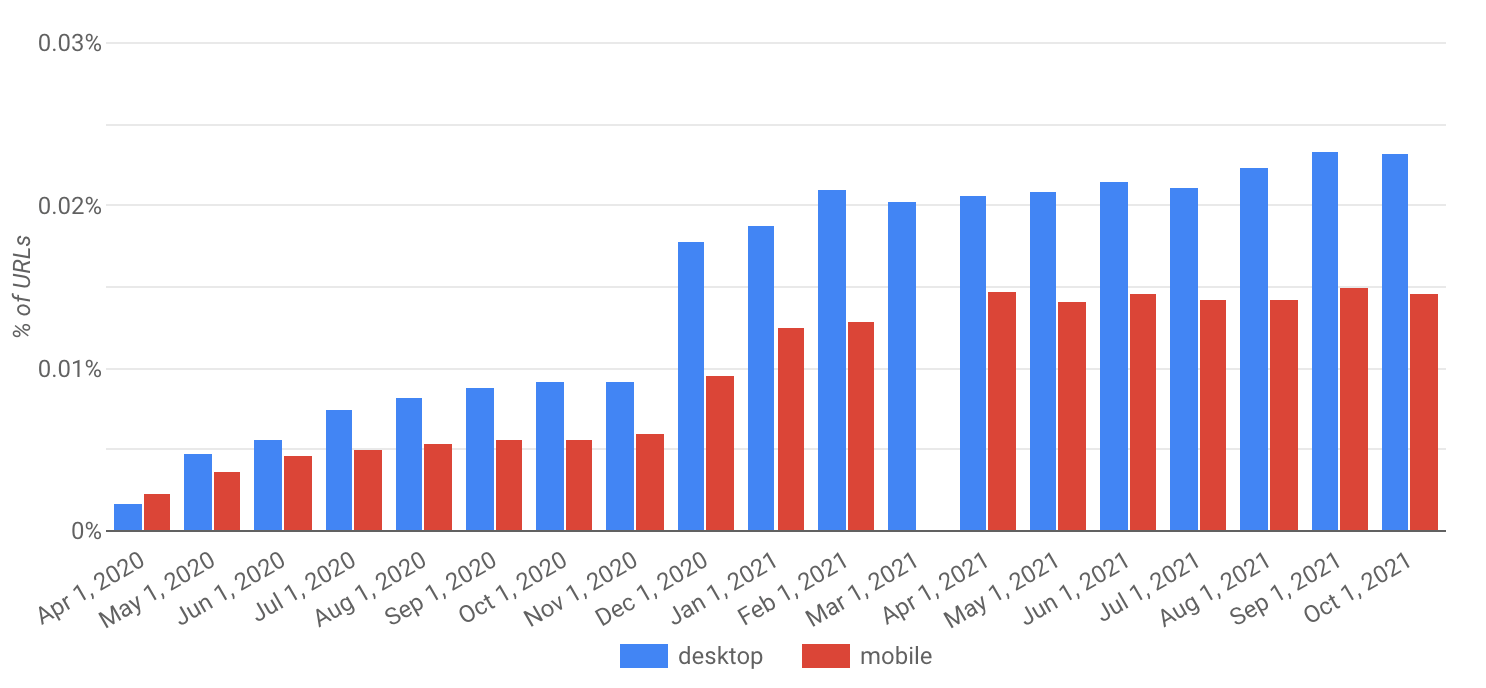 0.03%
0.02%
0.01%
0%
% of URLs
Apr 1, 2020
May 1, 2020
Jun 1, 2020
Jul 1, 2020
Aug 1, 2020
Sep 1, 2020
Oct 1, 2020
Nov 1, 2020
Dec 1, 2020
Jan 1, 2021
Feb 1, 2021
Mar 1, 2021
Apr 1, 2021
May 1, 2021
Jun 1, 2021
Jul 1, 2021
Aug 1, 2021
Sep 1, 2021
Oct 1, 2021
desktop
mobile